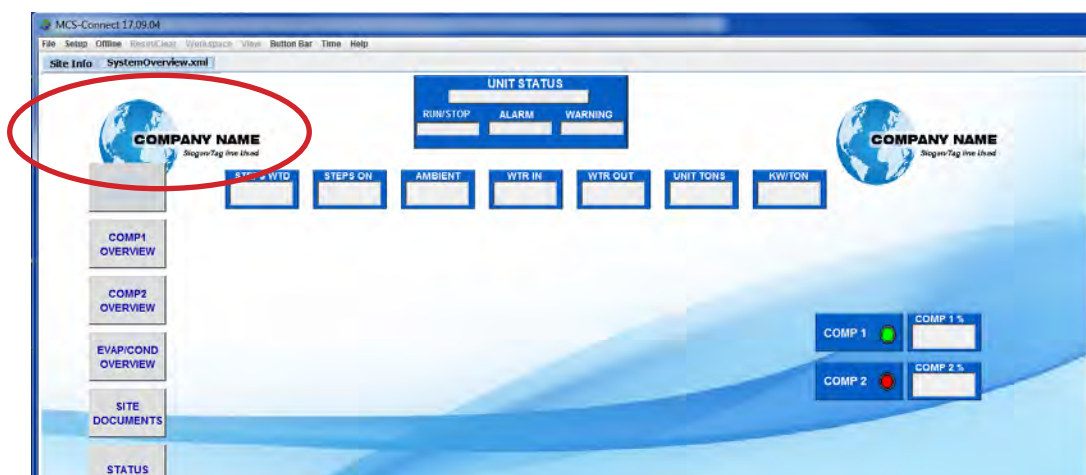 MCS-Connect 17.09.04
File Setup Offline Reset/Clear Workspace View Button Bar Time Help
Site Info SystemOverview.xml
UNIT STATUS
RUN/STOP ALARM WARNING
COMPANY NAME
Slogan/Tag line Used
COMPANY NAME
Slogan/Tag line Used
STEPS WTD STEPS ON AMBIENT WTR IN WTR OUT UNIT TONS KW/TON
COMP1
OVERVIEW
COMP2
OVERVIEW
COMP 1 COMP 1 %
EVAP/COND
OVERVIEW
COMP 2 COMP 2 %
SITE
DOCUMENTS
STATUS